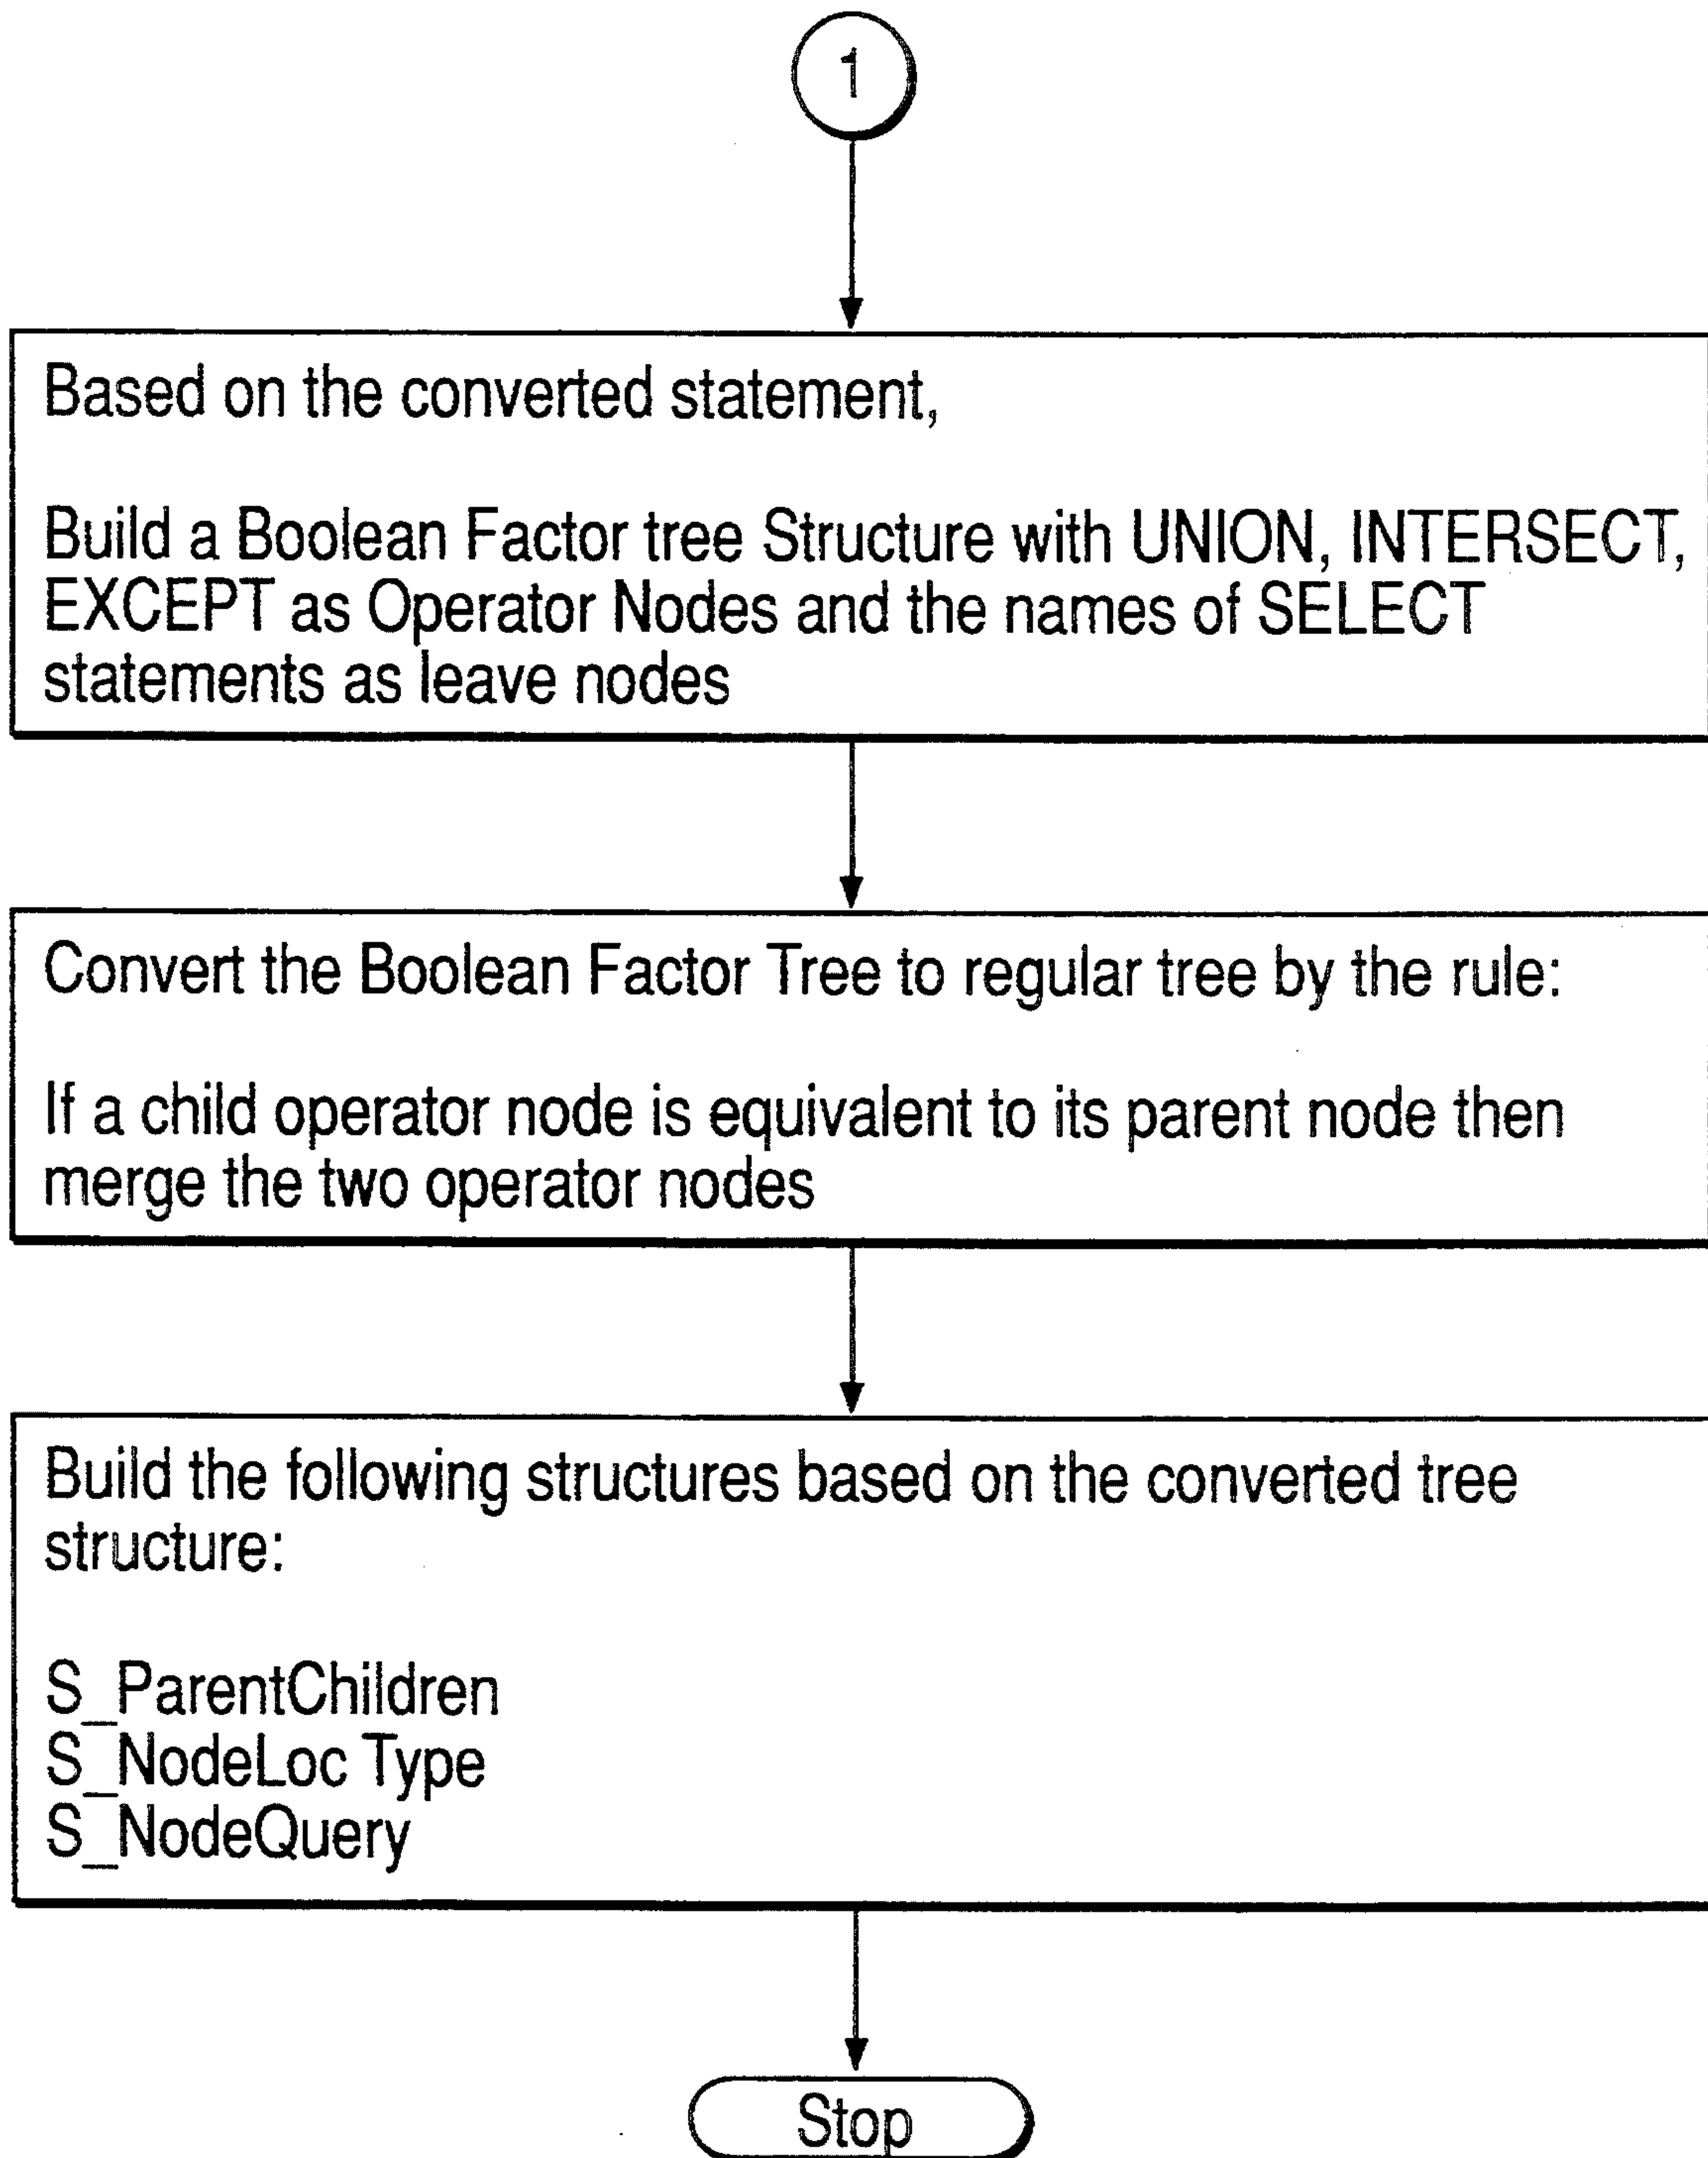 1
Based on the converted statement,
Build a Boolean Factor tree Structure with UNION, INTERSECT,
EXCEPT as Operator Nodes and the names of SELECT
statements as leave nodes
Convert the Boolean Factor Tree to regular tree by the rule:
If a child operator node is equivalent to its parent node then
merge the two operator nodes
Build the following structures based on the converted tree
structure:
S_ParentChildren
S_NodeLoc Type
S_NodeQuery
Stop